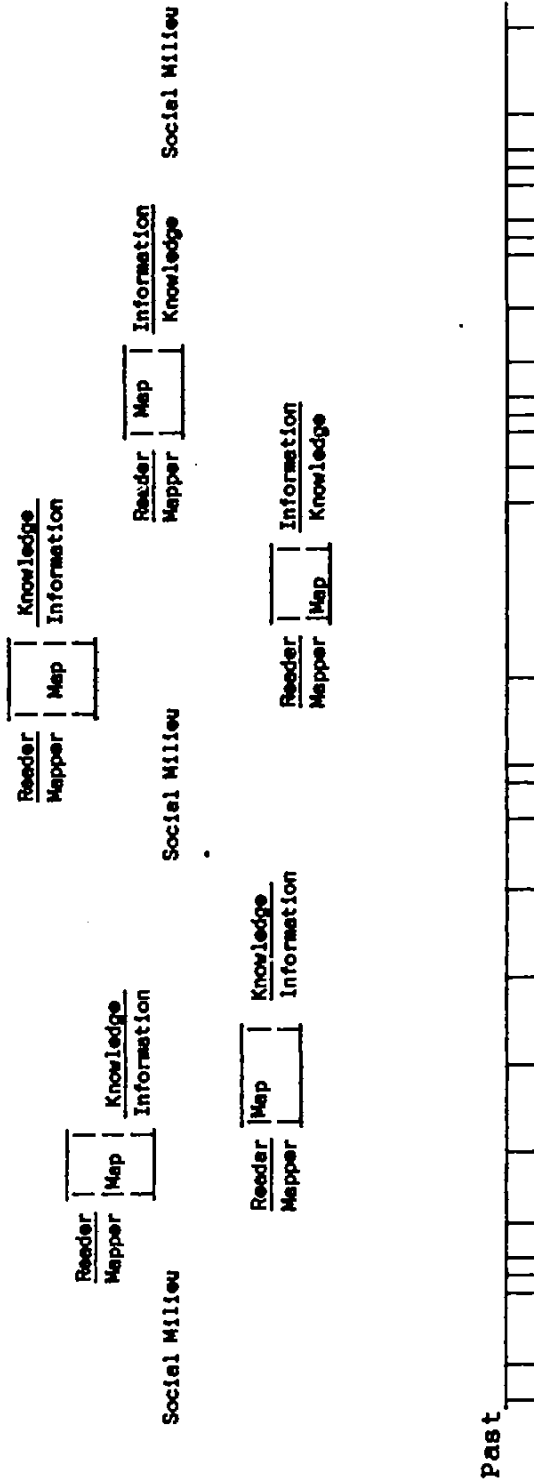 Reader Knowledge
Mapper Map Information
Reader
Mapper Map Knowledge
Information
Reader Map Information
Mapper Knowledge
Social Milieu
Social Milieu
Social Milieu
Reader Map Knowledge
Mapper Information
Reader Information
Mapper Map Knowledge
Past